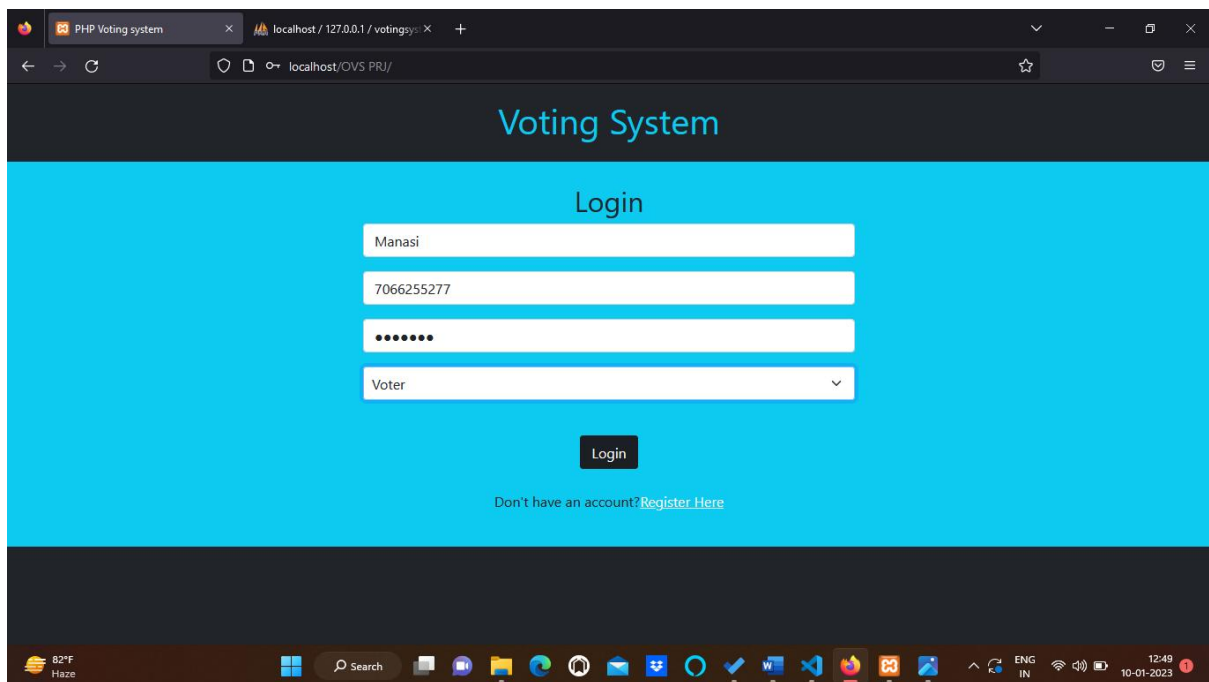 PHP Voting system
localhost / 127.0.0.1 / votingsys
localhost/OVS PRJ/
Voting System
Login
Manasi
7066255277
•••••••
Voter
Login
Don't have an account?Register Here
82°F
Haze
Search
ENG
IN
12:49
10-01-2023
1